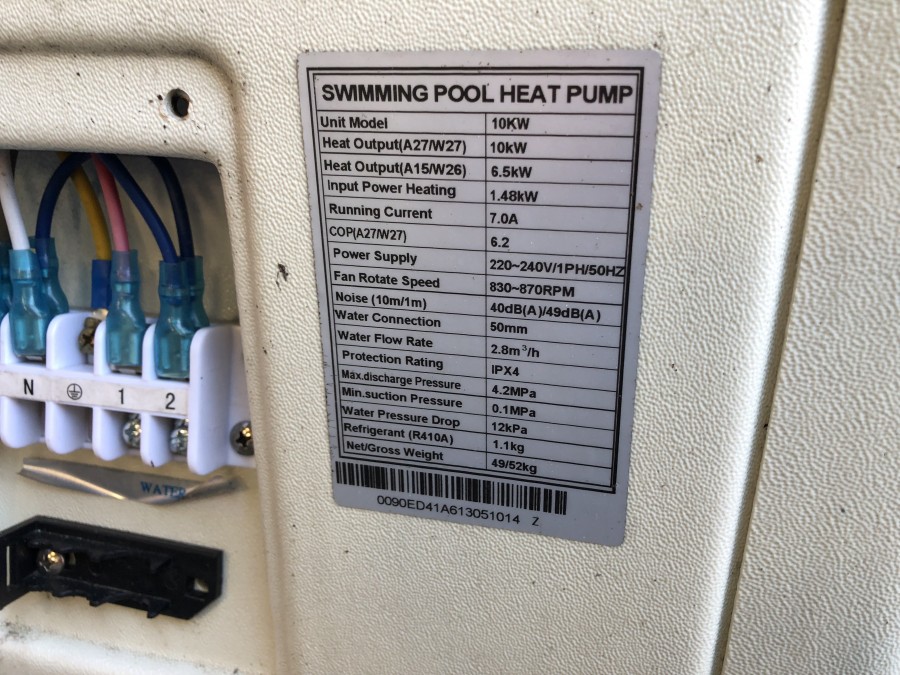 SWIMMING POOL HEAT PUMP
Unit Model 10KW
Heat Output(A27/W27) 10kW
Heat Output(A15/W26) 6.5kW
Input Power Heating 1.48kW
Running Current 7.0A
COP(A27/W27) 6.2
Power Supply 220~240V/1PH/50HZ
Fan Rotate Speed 830~870RPM
Noise (10m/1m) 40dB(A)/49dB(A)
Water Connection 50mm
Water Flow Rate 2.8m³/h
Protection Rating IPX4
Max.discharge Pressure 4.2MPa
Min.suction Pressure 0.1MPa
Water Pressure Drop 12kPa
Refrigerant (R410A) 1.1kg
Net/Gross Weight 49/52kg
0090ED41A613051014 Z
N 1 2
WATER